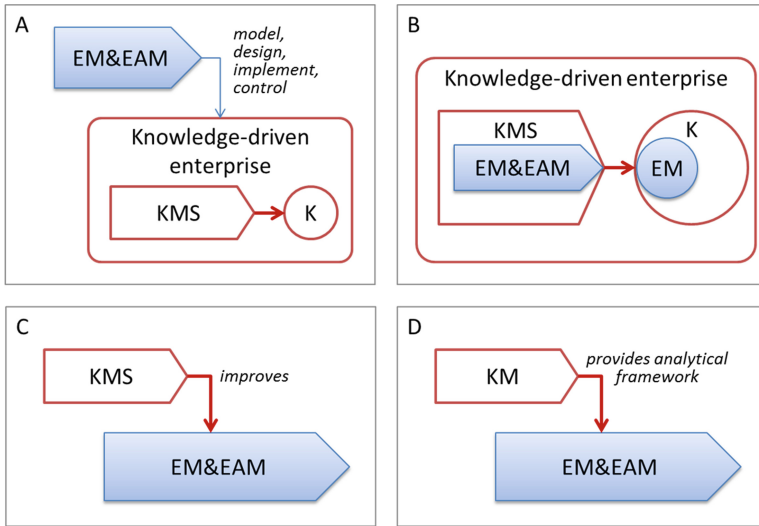 A
EM&EAM
model,
design,
implement,
control
Knowledge-driven
enterprise
KMS
K
B
Knowledge-driven enterprise
KMS
K
EM&EAM
EM
C
KMS
improves
EM&EAM
D
KM
provides analytical
framework
EM&EAM